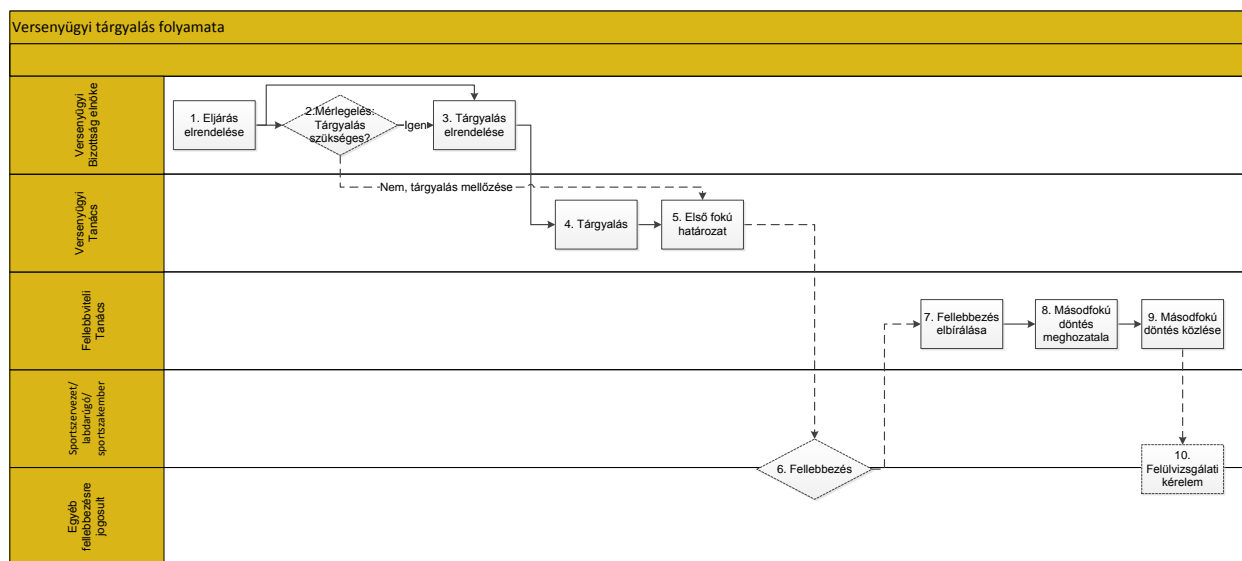 Versenyügyi tárgyalás folyamata
Versenyügyi
Bizottság elnöke
1. Eljárás
elrendelése
2.Mérlegelés:
Tárgyalás
szükséges?
Igen
3. Tárgyalás
elrendelése
Versenyügyi
Tanács
Nem, tárgyalás mellőzése
4. Tárgyalás
5. Első fokú
határozat
Fellebbviteli
Tanács
7. Fellebbezés
elbírálása
8. Másodfokú
döntés
meghozatala
9. Másodfokú
döntés közlése
Sportszervezet/
labdarúgó/
sportszakember
6. Fellebbezés
10.
Felülvizsgálati
kérelem
Egyéb
fellebbezésre
jogosult